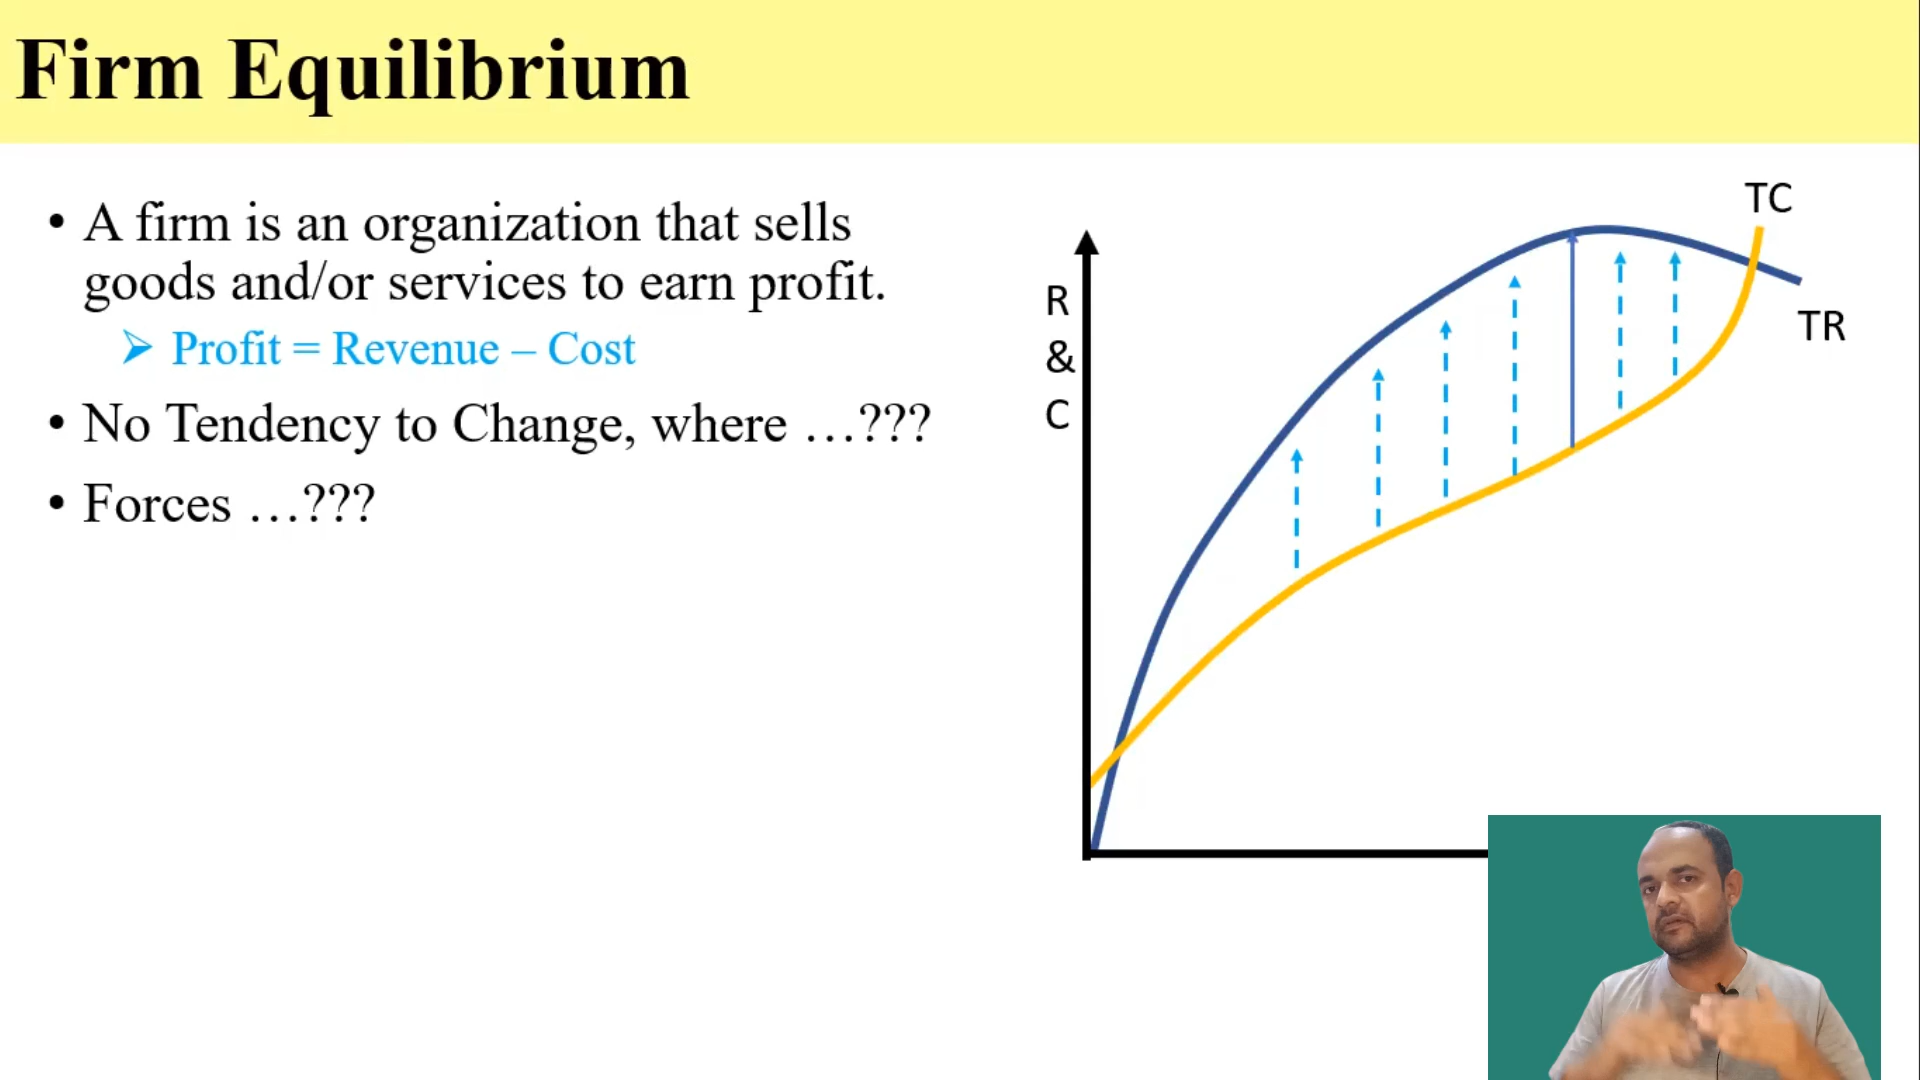 Firm Equilibrium
• A firm is an organization that sells
goods and/or services to earn profit.
➢ Profit = Revenue – Cost
• No Tendency to Change, where …???
• Forces …???
R
&
C
TC
TR